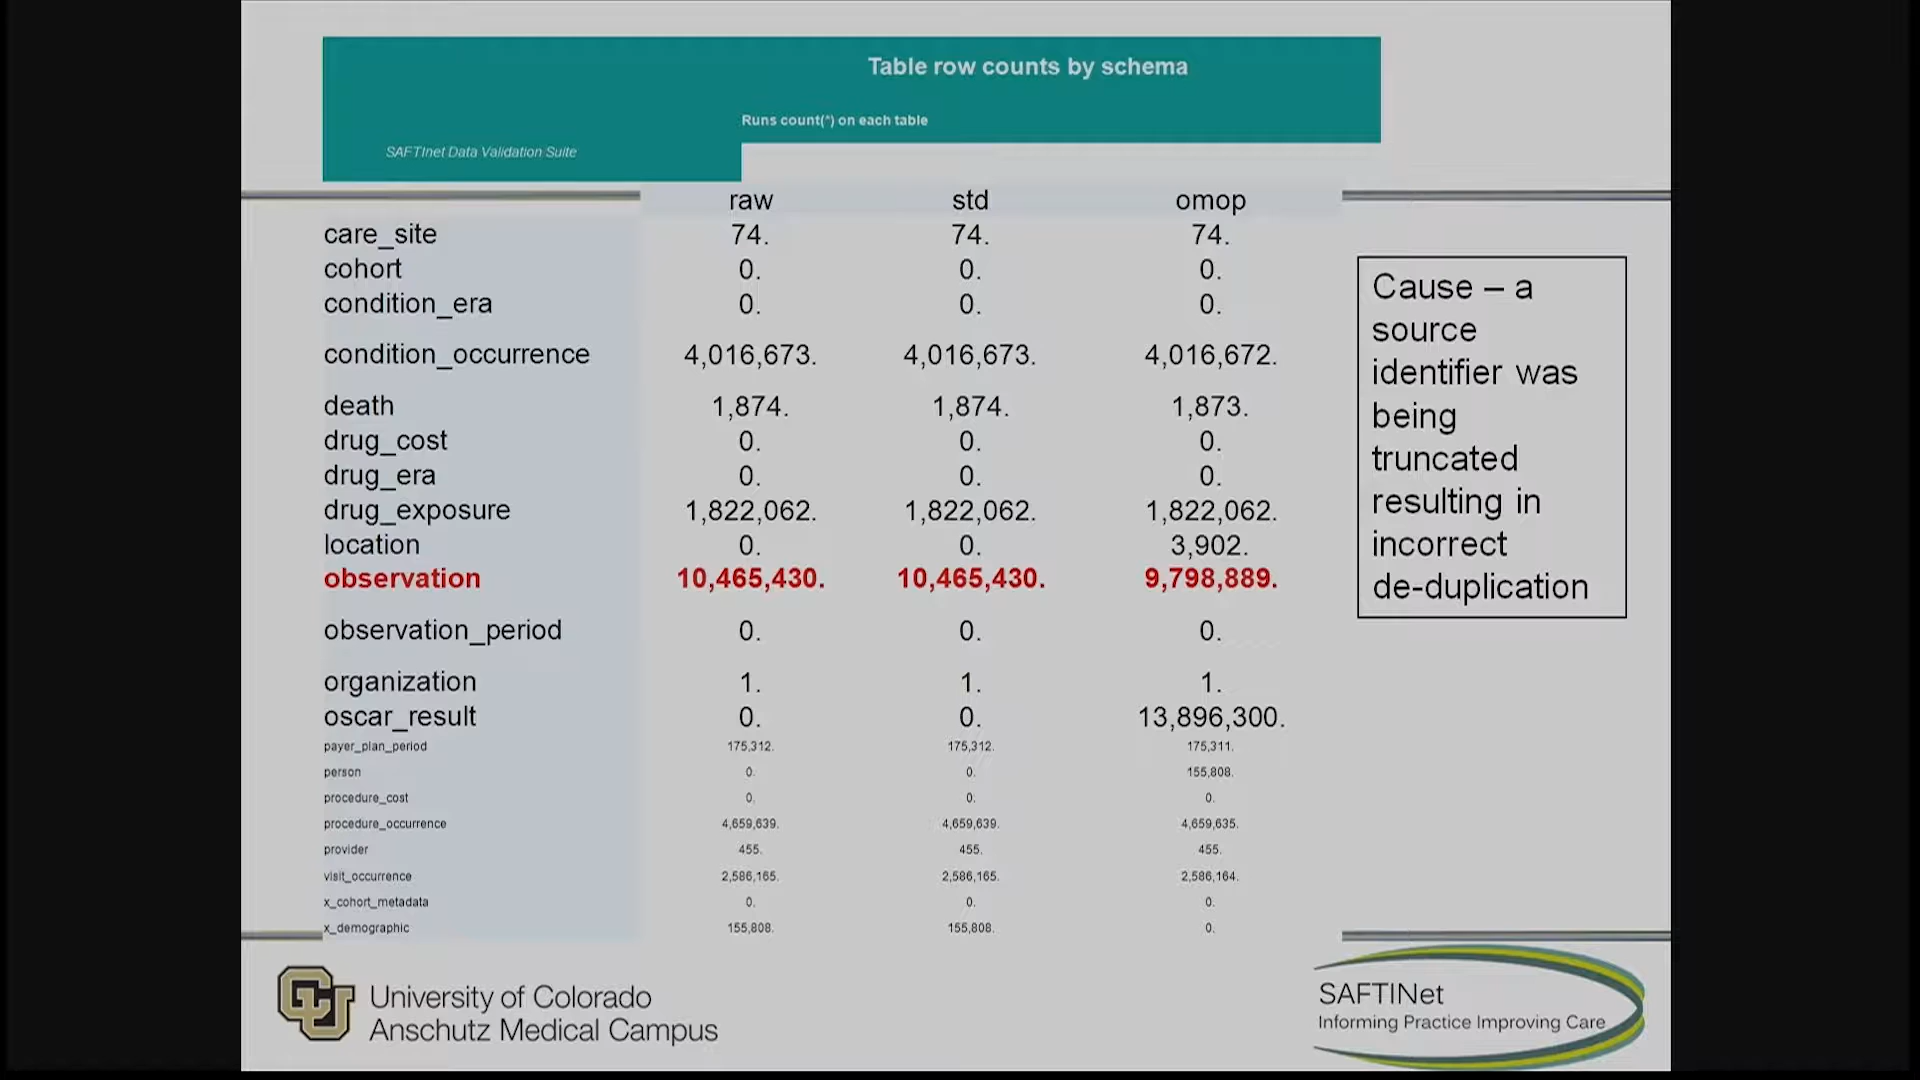 Table row counts by schema
Runs count(*) on each table
SAFTInet Data Validation Suite
raw std omop
care_site 74. 74. 74.
cohort 0. 0. 0.
condition_era 0. 0. 0.
condition_occurrence 4,016,673. 4,016,673. 4,016,672.
death 1,874. 1,874. 1,873.
drug_cost 0. 0. 0.
drug_era 0. 0. 0.
drug_exposure 1,822,062. 1,822,062. 1,822,062.
location 0. 0. 3,902.
observation 10,465,430. 10,465,430. 9,798,889.
observation_period 0. 0. 0.
organization 1. 1. 1.
oscar_result 0. 0. 13,896,300.
payer_plan_period 175,312. 175,312. 175,311.
person 0. 0. 155,808.
procedure_cost 0. 0. 0.
procedure_occurrence 4,659,639. 4,659,639. 4,659,635.
provider 455. 455. 455.
visit_occurrence 2,586,165. 2,586,165. 2,586,164.
x_cohort_metadata 0. 0. 0.
x_demographic 155,808. 155,808. 0.
Cause – a
source
identifier was
being
truncated
resulting in
incorrect
de-duplication
CU
University of Colorado
Anschutz Medical Campus
SAFTINet
Informing Practice Improving Care